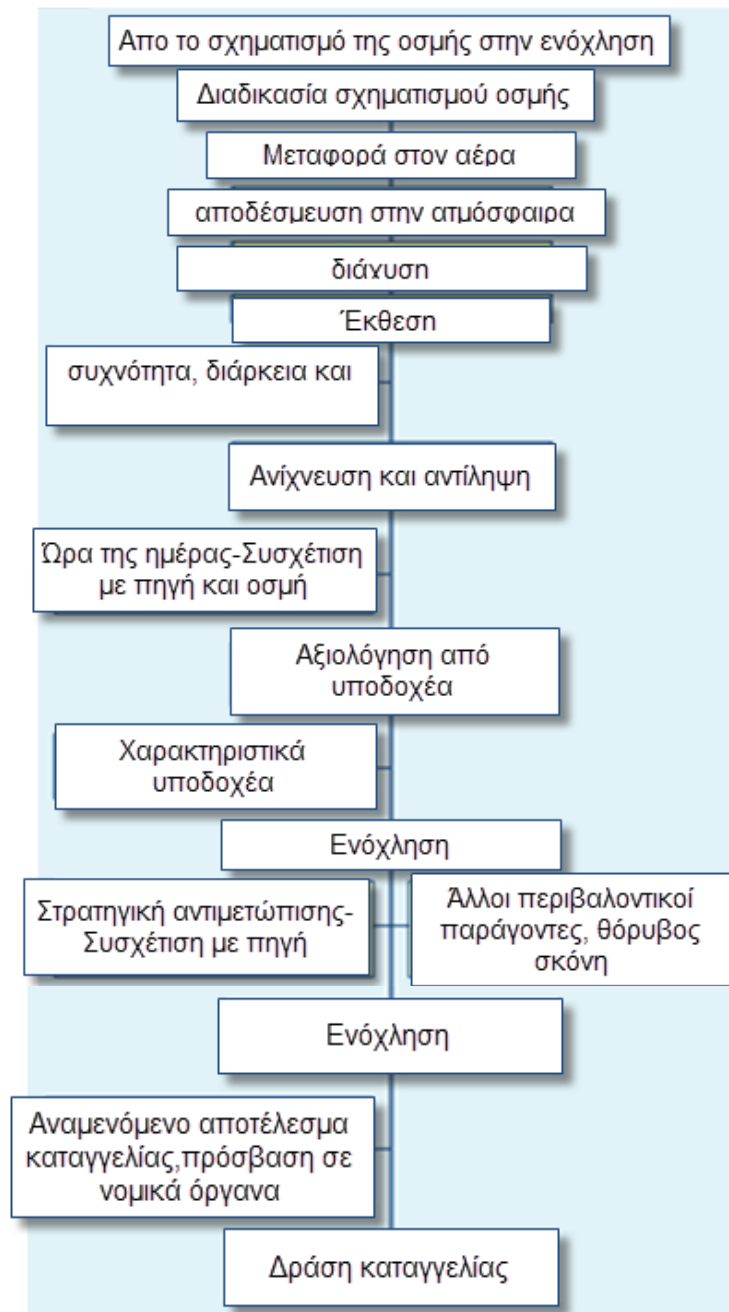 Απο το σχηματισμό της οσμής στην ενόχληση
Διαδικασία σχηματισμού οσμής
Μεταφορά στον αέρα
αποδέσμευση στην ατμόσφαιρα
διάχυση
Έκθεση
συχνότητα, διάρκεια και
Ανίχνευση και αντίληψη
Ώρα της ημέρας-Συσχέτιση
με πηγή και οσμή
Αξιολόγηση από
υποδοχέα
Χαρακτηριστικά
υποδοχέα
Ενόχληση
Στρατηγική αντιμετώπισης-
Συσχέτιση με πηγή
Άλλοι περιβαλοντικοί
παράγοντες, θόρυβος
σκόνη
Ενόχληση
Αναμενόμενο αποτέλεσμα
καταγγελίας,πρόσβαση σε
νομικά όργανα
Δράση καταγγελίας